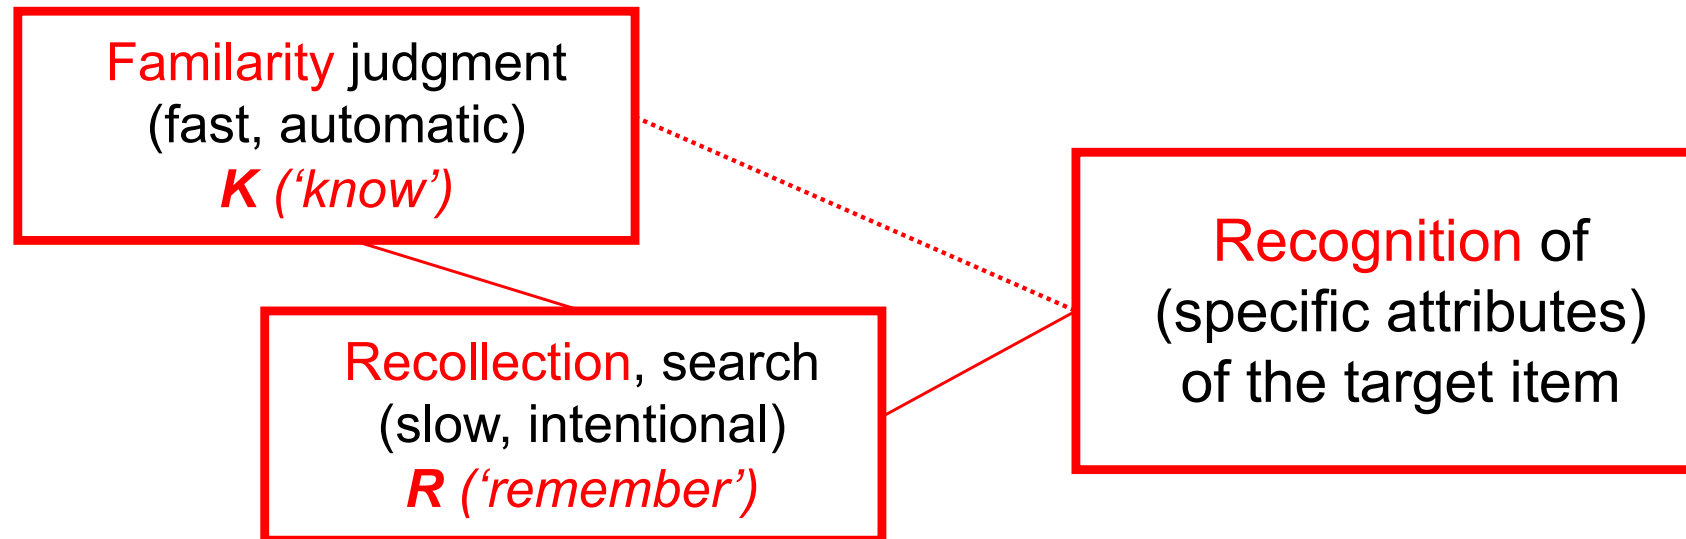 Familarity judgment
(fast, automatic)
K (‘know’)
Recollection, search
(slow, intentional)
R (‘remember’)
Recognition of
(specific attributes)
of the target item